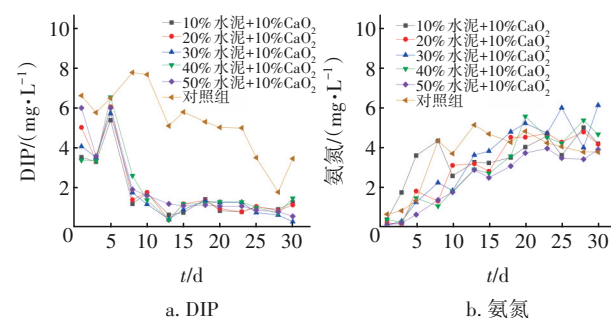 10%水泥+10%CaO₂
20%水泥+10%CaO₂
30%水泥+10%CaO₂
40%水泥+10%CaO₂
50%水泥+10%CaO₂
对照组
DIP/(mg·L⁻¹)
10
8
6
4
2
0
0 5 10 15 20 25 30
t/d
a. DIP
10%水泥+10%CaO₂
20%水泥+10%CaO₂
30%水泥+10%CaO₂
40%水泥+10%CaO₂
50%水泥+10%CaO₂
对照组
氨氮/(mg·L⁻¹)
10
8
6
4
2
0 5 10 15 20 25 30
t/d
b. 氨氮